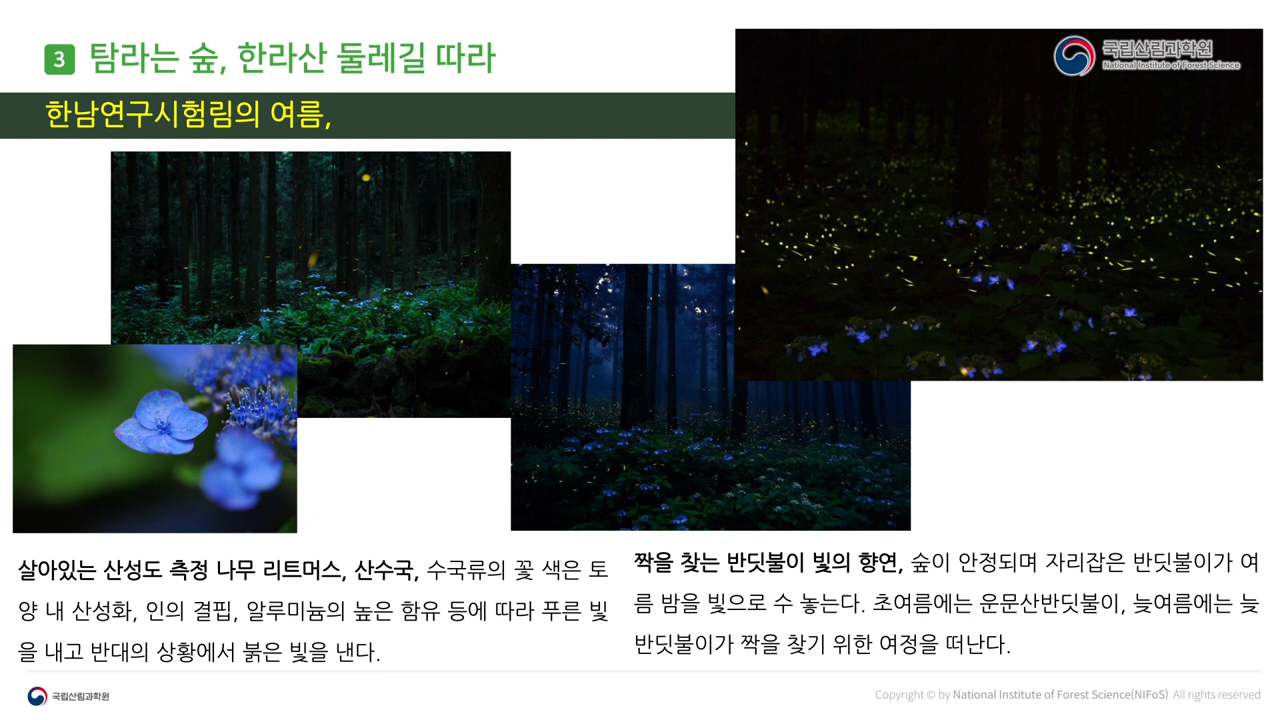 3 탐라는 숲, 한라산 둘레길 따라
국립산림과학원
National Institute of Forest Science
한남연구시험림의 여름,
살아있는 산성도 측정 나무 리트머스, 산수국, 수국류의 꽃 색은 토
양 내 산성화, 인의 결핍, 알루미늄의 높은 함유 등에 따라 푸른 빛
을 내고 반대의 상황에서 붉은 빛을 낸다.
짝을 찾는 반딧불이 빛의 향연, 숲이 안정되며 자리잡은 반딧불이가 여
름 밤을 빛으로 수 놓는다. 초여름에는 운문산반딧불이, 늦여름에는 늦
반딧불이가 짝을 찾기 위한 여정을 떠난다.
국립산림과학원
Copyright © by National Institute of Forest Science(NIFoS). All rights reserved